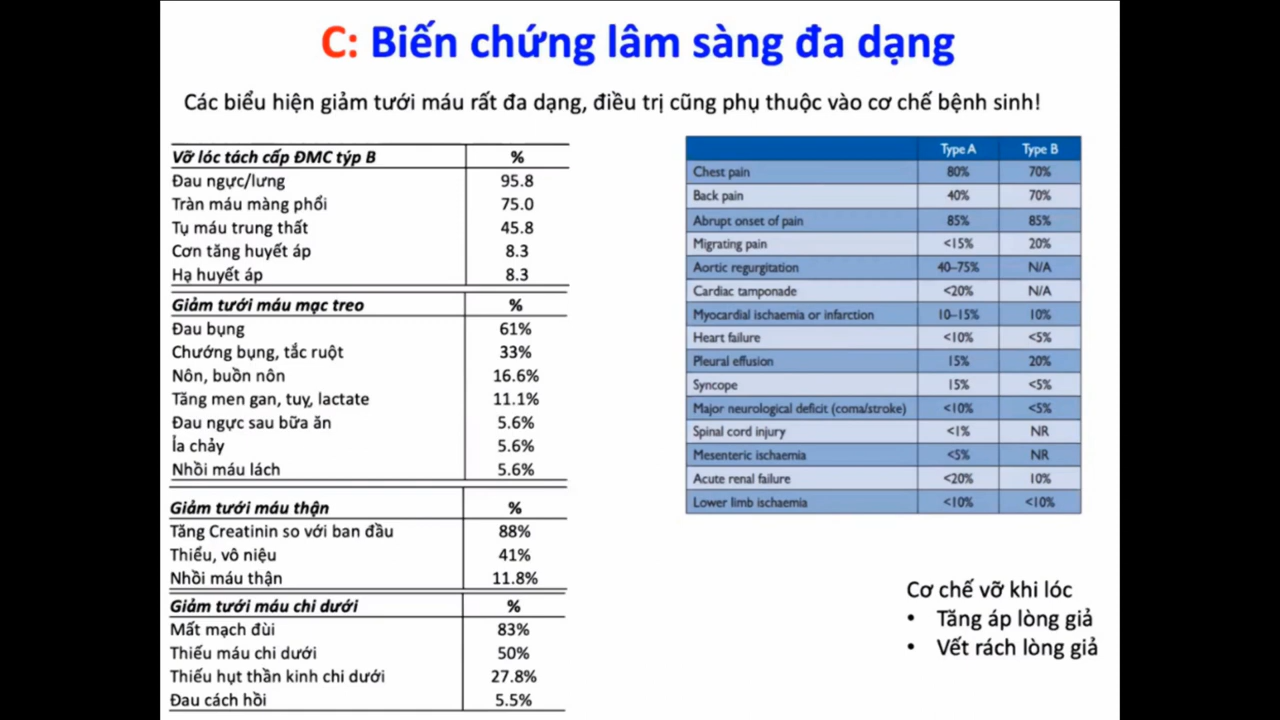 C: Biến chứng lâm sàng đa dạng
Các biểu hiện giảm tưới máu rất đa dạng, điều trị cũng phụ thuộc vào cơ chế bệnh sinh!
Vỡ lóc tách cấp ĐMC týp B %
Đau ngực/lưng 95.8
Tràn máu màng phổi 75.0
Tụ máu trung thất 45.8
Cơn tăng huyết áp 8.3
Hạ huyết áp 8.3
Giảm tưới máu mạc treo %
Đau bụng 61%
Chướng bụng, tắc ruột 33%
Nôn, buồn nôn 16.6%
Tăng men gan, tuỵ, lactate 11.1%
Đau ngực sau bữa ăn 5.6%
Ỉa chảy 5.6%
Nhồi máu lách 5.6%
Giảm tưới máu thận %
Tăng Creatinin so với ban đầu 88%
Thiểu, vô niệu 41%
Nhồi máu thận 11.8%
Giảm tưới máu chi dưới %
Mất mạch đùi 83%
Thiếu máu chi dưới 50%
Thiếu hụt thần kinh chi dưới 27.8%
Đau cách hồi 5.5%
Type A Type B
Chest pain 80% 70%
Back pain 40% 70%
Abrupt onset of pain 85% 85%
Migrating pain <15% 20%
Aortic regurgitation 40–75% N/A
Cardiac tamponade <20% N/A
Myocardial ischaemia or infarction 10–15% 10%
Heart failure <10% <5%
Pleural effusion 15% 20%
Syncope 15% <5%
Major neurological deficit (coma/stroke) <10% <5%
Spinal cord injury <1% NR
Mesenteric ischaemia <5% NR
Acute renal failure <20% 10%
Lower limb ischaemia <10% <10%
Cơ chế vỡ khi lóc
• Tăng áp lòng giả
• Vết rách lòng giả